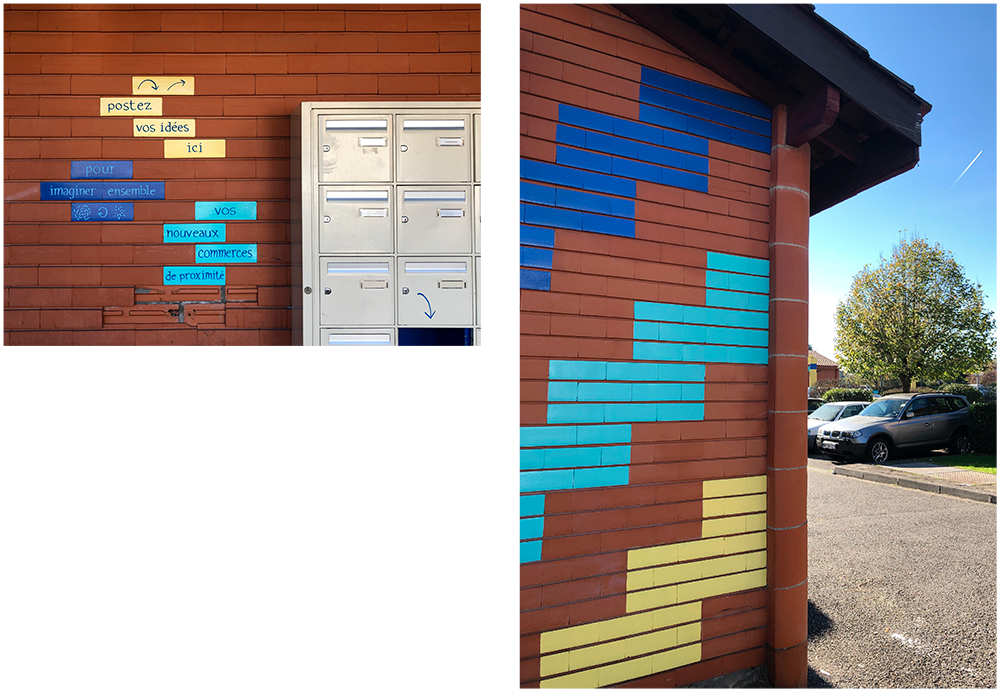 postez
vos idées
ici
pour
imaginer ensemble
vos
nouveaux
commerces
de proximité